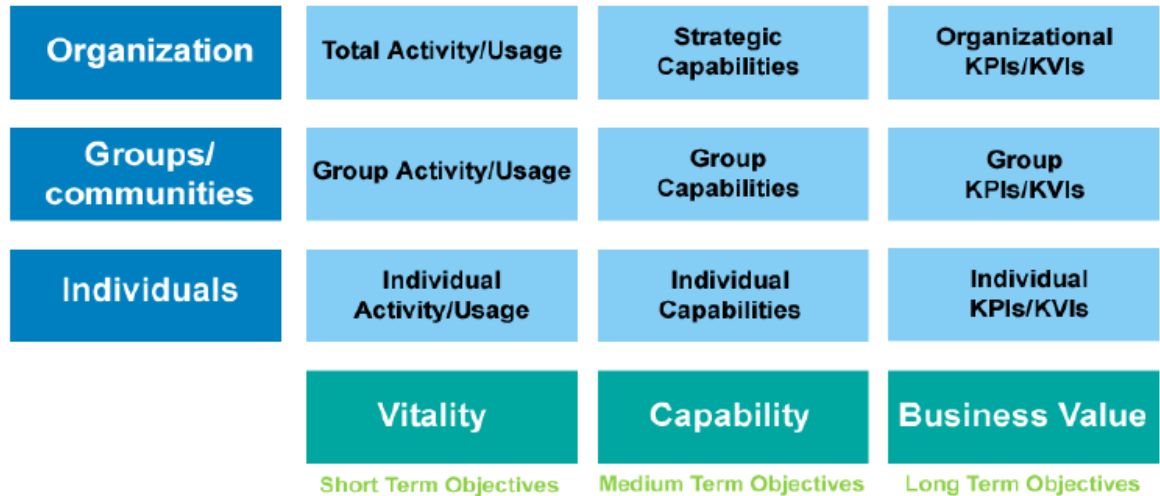 Organization
Total Activity/Usage
Strategic
Capabilities
Organizational
KPIs/KVIs
Groups/
communities
Group Activity/Usage
Group
Capabilities
Group
KPIs/KVIs
Individuals
Individual
Activity/Usage
Individual
Capabilities
Individual
KPIs/KVIs
Vitality
Capability
Business Value
Short Term Objectives
Medium Term Objectives
Long Term Objectives